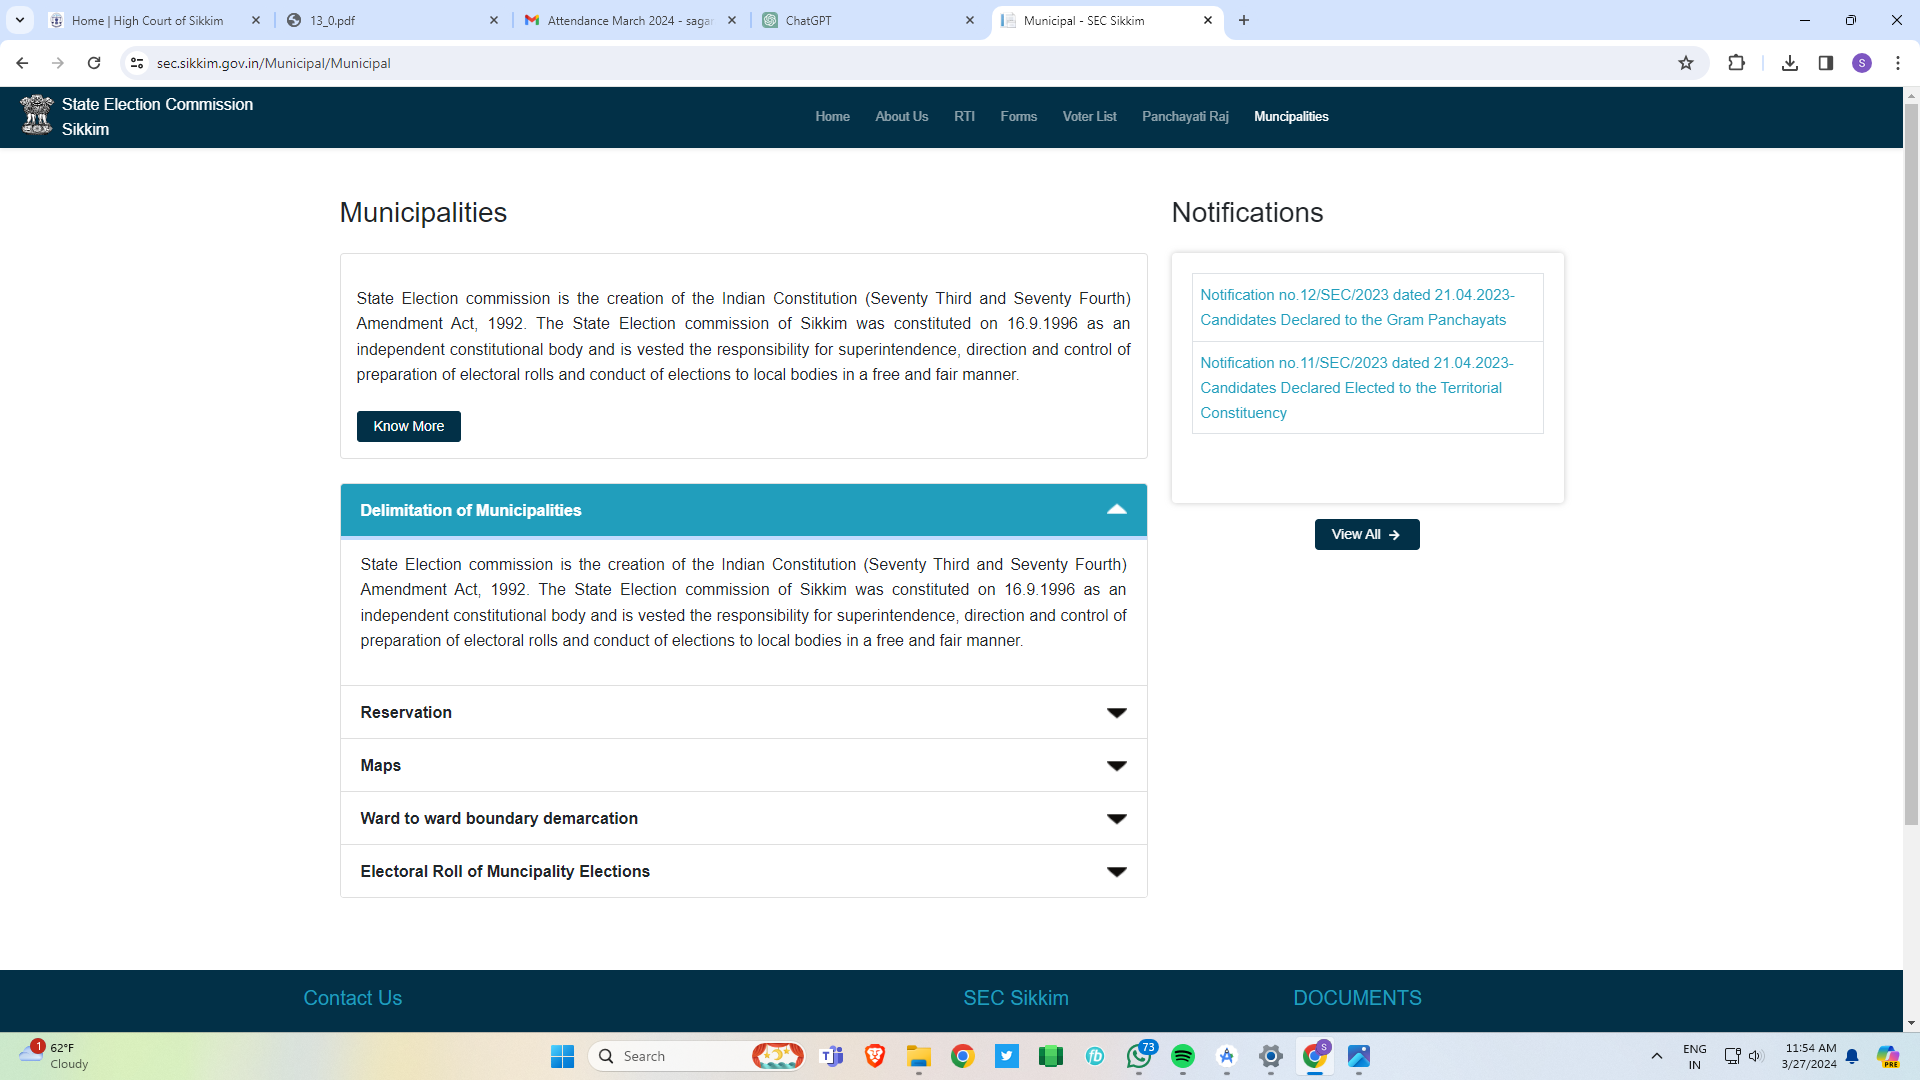 Home | High Court of Sikkim
13_0.pdf
Attendance March 2024 - sagar
ChatGPT
Municipal - SEC Sikkim
sec.sikkim.gov.in/Municipal/Municipal
S
State Election Commission
Sikkim
Home
About Us
RTI
Forms
Voter List
Panchayati Raj
Muncipalities
Municipalities
State Election commission is the creation of the Indian Constitution (Seventy Third and Seventy Fourth)
Amendment Act, 1992. The State Election commission of Sikkim was constituted on 16.9.1996 as an
independent constitutional body and is vested the responsibility for superintendence, direction and control of
preparation of electoral rolls and conduct of elections to local bodies in a free and fair manner.
Know More
Delimitation of Municipalities
State Election commission is the creation of the Indian Constitution (Seventy Third and Seventy Fourth)
Amendment Act, 1992. The State Election commission of Sikkim was constituted on 16.9.1996 as an
independent constitutional body and is vested the responsibility for superintendence, direction and control of
preparation of electoral rolls and conduct of elections to local bodies in a free and fair manner.
Reservation
Maps
Ward to ward boundary demarcation
Electoral Roll of Muncipality Elections
Notifications
Notification no.12/SEC/2023 dated 21.04.2023-
Candidates Declared to the Gram Panchayats
Notification no.11/SEC/2023 dated 21.04.2023-
Candidates Declared Elected to the Territorial
Constituency
View All
Contact Us
SEC Sikkim
DOCUMENTS
1
62°F
Cloudy
Search
73
S
ENG
IN
11:54 AM
3/27/2024
PRE